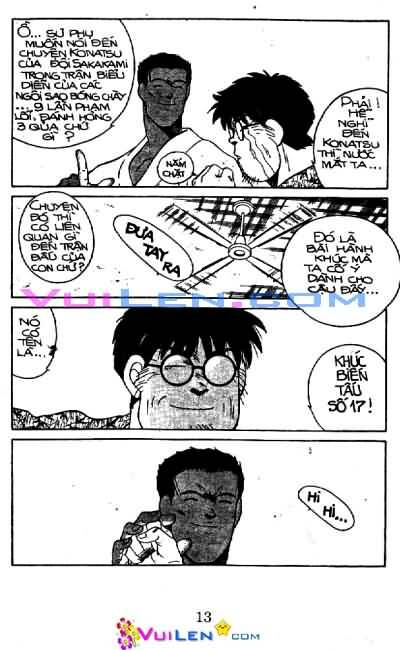 Ồ... SƯ PHỤ
MUỐN NÓI ĐẾN
CHUYỆN KONATSU
CỦA ĐỘI SAKAKAMI
TRONG TRẬN BIỂU
DIỄN CỦA CÁC
NGÔI SAO BÓNG CHÀY
... 9 LẦN PHẠM
LỖI, ĐÁNH HỎNG
3 QUẢ CHỨ
GÌ ?
NẮM
CHẶT
PHẢI !
HỄ
NGHĨ
ĐẾN
KONATSU
THÌ NƯỚC
MẮT TA ...
CHUYỆN
ĐÓ THÌ
CÓ LIÊN
QUAN GÌ
ĐẾN TRẬN
ĐẤU CỦA
CON CHỨ ?
ĐƯA
TAY
RA
ĐÓ LÀ
BÀI HÀNH
KHÚC MÀ
TA CỐ Ý
DÀNH CHO
CẬU ĐẤY...
VUILEN.COM
NÓ
CÓ
TÊN
LÀ ...
KHÚC
BIẾN
TẤU
SỐ 17 !
HI
HI...
13
VUILEN.COM